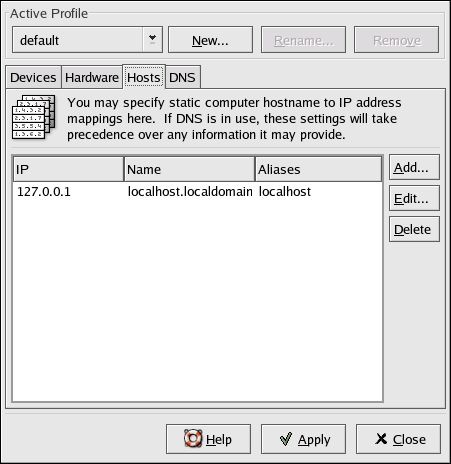 Active Profile
default New... Rename... Remove
Devices Hardware Hosts DNS
You may specify static computer hostname to IP address
mappings here. If DNS is in use, these settings will take
precedence over any information it may provide.
IP Name Aliases Add...
127.0.0.1 localhost.localdomain localhost Edit...
Delete
Help Apply Close